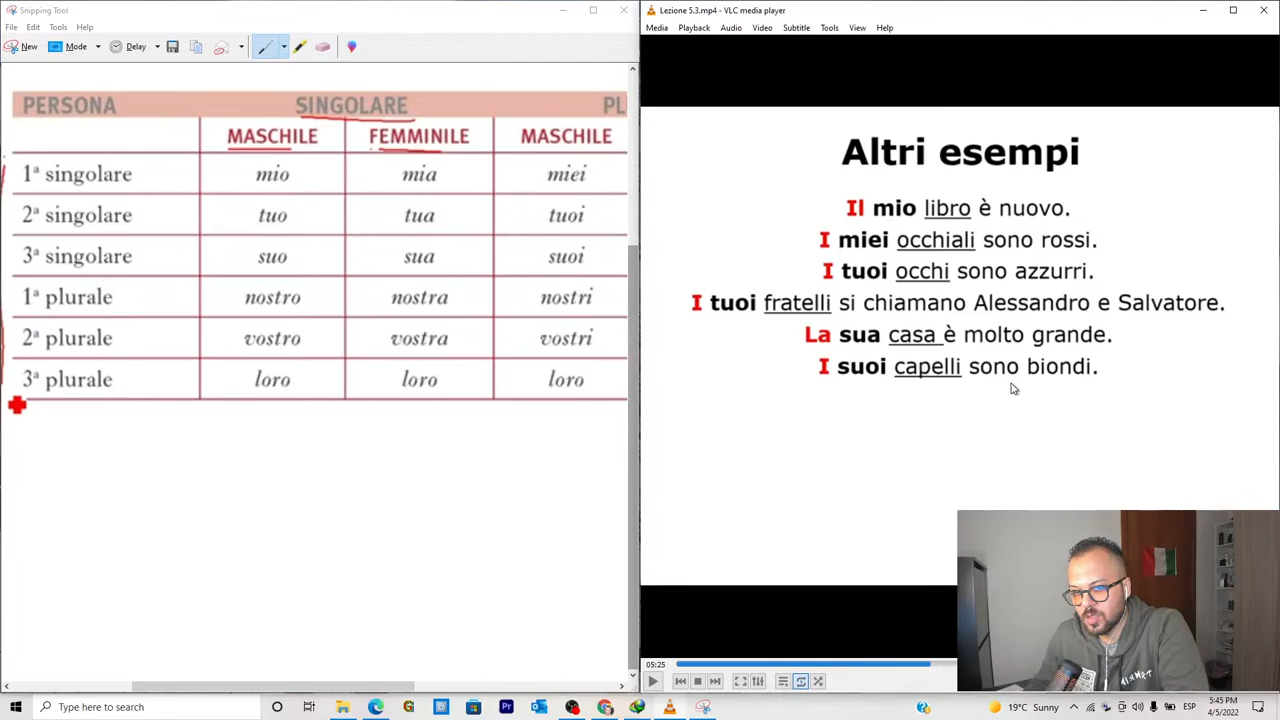 Snipping Tool
File Edit Tools Help
New Mode Delay
PERSONA SINGOLARE PL
MASCHILE FEMMINILE MASCHILE
1ª singolare mio mia miei
2ª singolare tuo tua tuoi
3ª singolare suo sua suoi
1ª plurale nostro nostra nostri
2ª plurale vostro vostra vostri
3ª plurale loro loro loro
Lezione 5.3.mp4 - VLC media player
Media Playback Audio Video Subtitle Tools View Help
Altri esempi
Il mio libro è nuovo.
I miei occhiali sono rossi.
I tuoi occhi sono azzurri.
I tuoi fratelli si chiamano Alessandro e Salvatore.
La sua casa è molto grande.
I suoi capelli sono biondi.
05:25
Type here to search
19°C Sunny
ESP
5:45 PM
4/5/2022